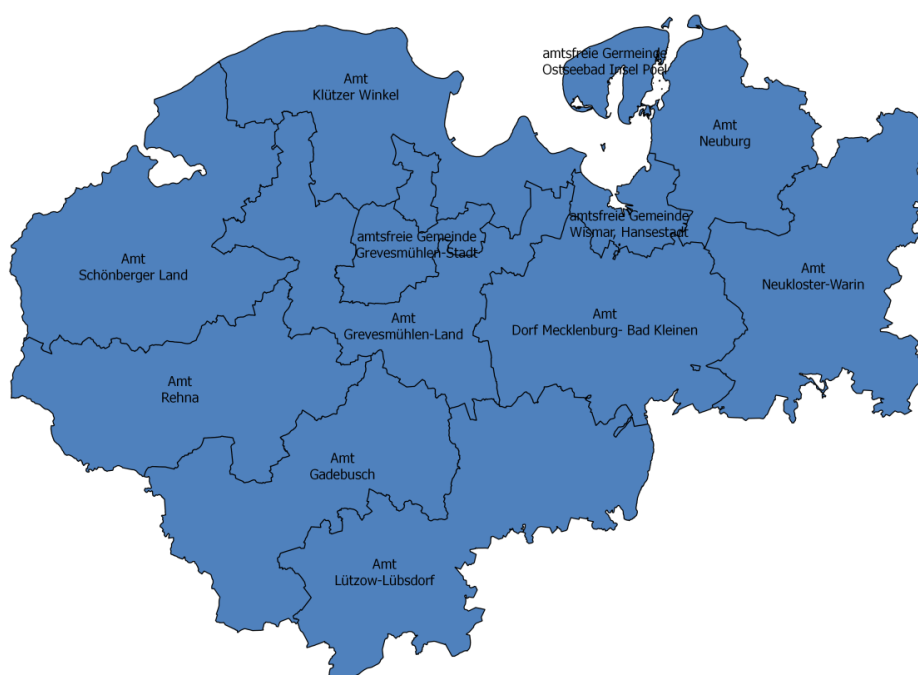 amtsfreie Germeinde
Ostseebad Insel Poel
Amt
Klützer Winkel
Amt
Neuburg
amtsfreie Gemeinde
Wismar, Hansestadt
amtsfreie Gemeinde
Grevesmühlen-Stadt
Amt
Schönberger Land
Amt
Neukloster-Warin
Amt
Grevesmühlen-Land
Amt
Dorf Mecklenburg- Bad Kleinen
Amt
Rehna
Amt
Gadebusch
Amt
Lützow-Lübsdorf